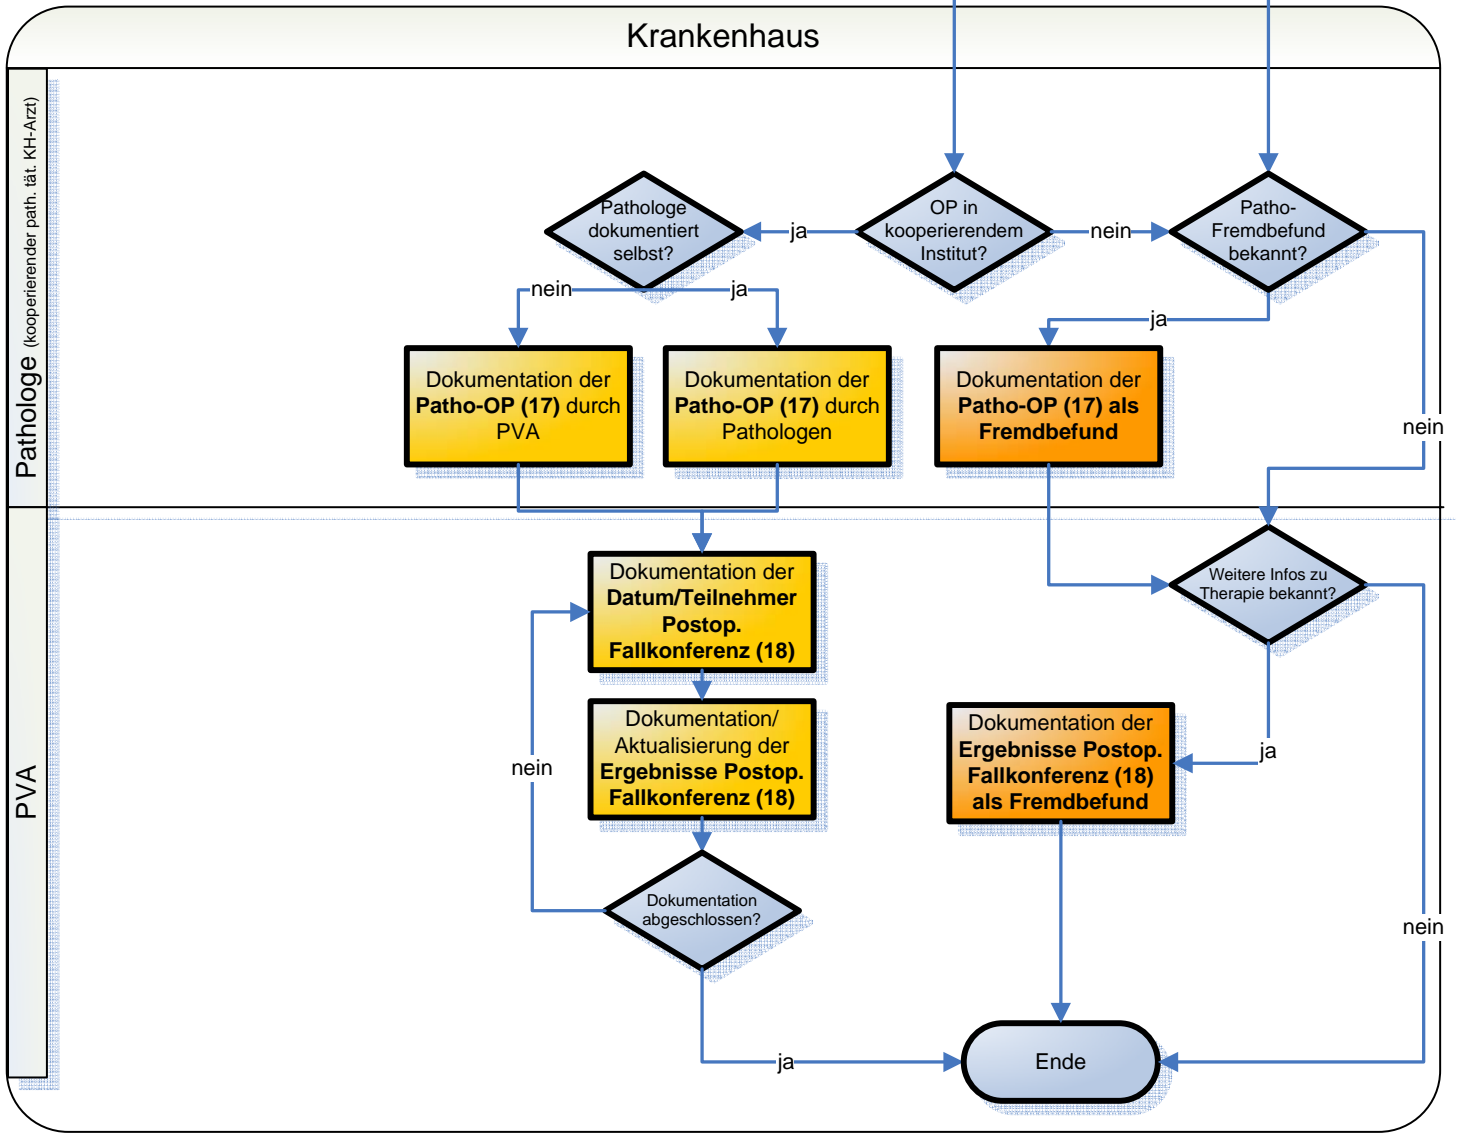 Krankenhaus
Pathologe (kooperierender path. tät. KH-Arzt)
Pathologe
dokumentiert
selbst?
ja
OP in
kooperierendem
Institut?
nein
Patho-
Fremdbefund
bekannt?
nein
ja
ja
Dokumentation der
Patho-OP (17) durch
PVA
Dokumentation der
Patho-OP (17) durch
Pathologen
Dokumentation der
Patho-OP (17) als
Fremdbefund
nein
PVA
Dokumentation der
Datum/Teilnehmer
Postop.
Fallkonferenz (18)
Weitere Infos zu
Therapie bekannt?
Dokumentation/
Aktualisierung der
Ergebnisse Postop.
Fallkonferenz (18)
nein
Dokumentation der
Ergebnisse Postop.
Fallkonferenz (18)
als Fremdbefund
ja
Dokumentation
abgeschlossen?
nein
ja
Ende